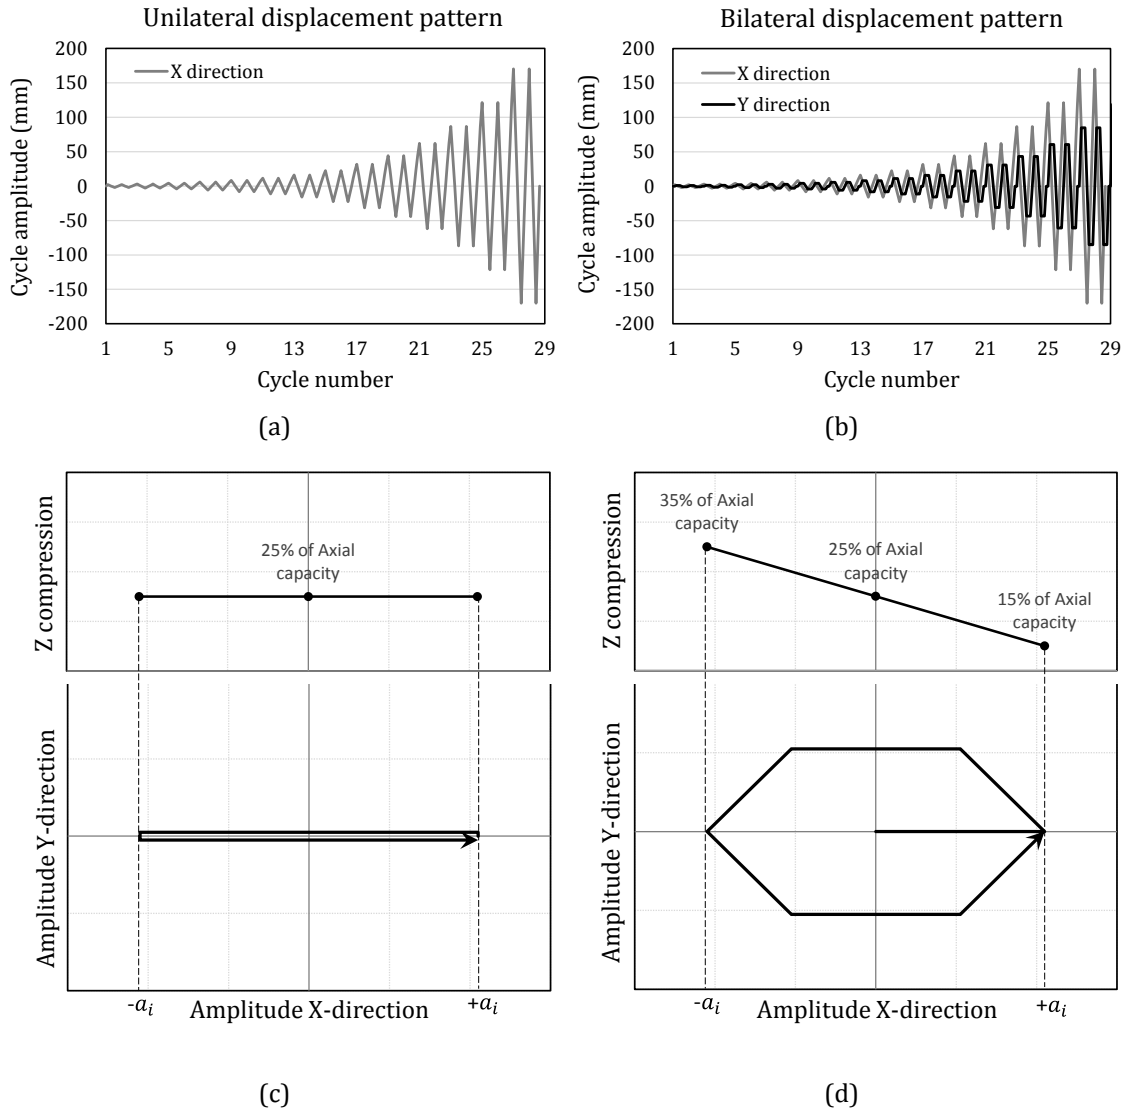 Unilateral displacement pattern
Cycle amplitude (mm)
200
150
100
50
0
-50
-100
-150
-200
X direction
1 5 9 13 17 21 25 29
Cycle number
(a)
Bilateral displacement pattern
Cycle amplitude (mm)
200
150
100
50
0
-50
-100
-150
-200
X direction
Y direction
1 5 9 13 17 21 25 29
Cycle number
(b)
Z compression
25% of Axial
capacity
Amplitude Y-direction
-aᵢ
Amplitude X-direction
+aᵢ
(c)
Z compression
35% of Axial
capacity
25% of Axial
capacity
15% of Axial
capacity
Amplitude Y-direction
-aᵢ
Amplitude X-direction
+aᵢ
(d)